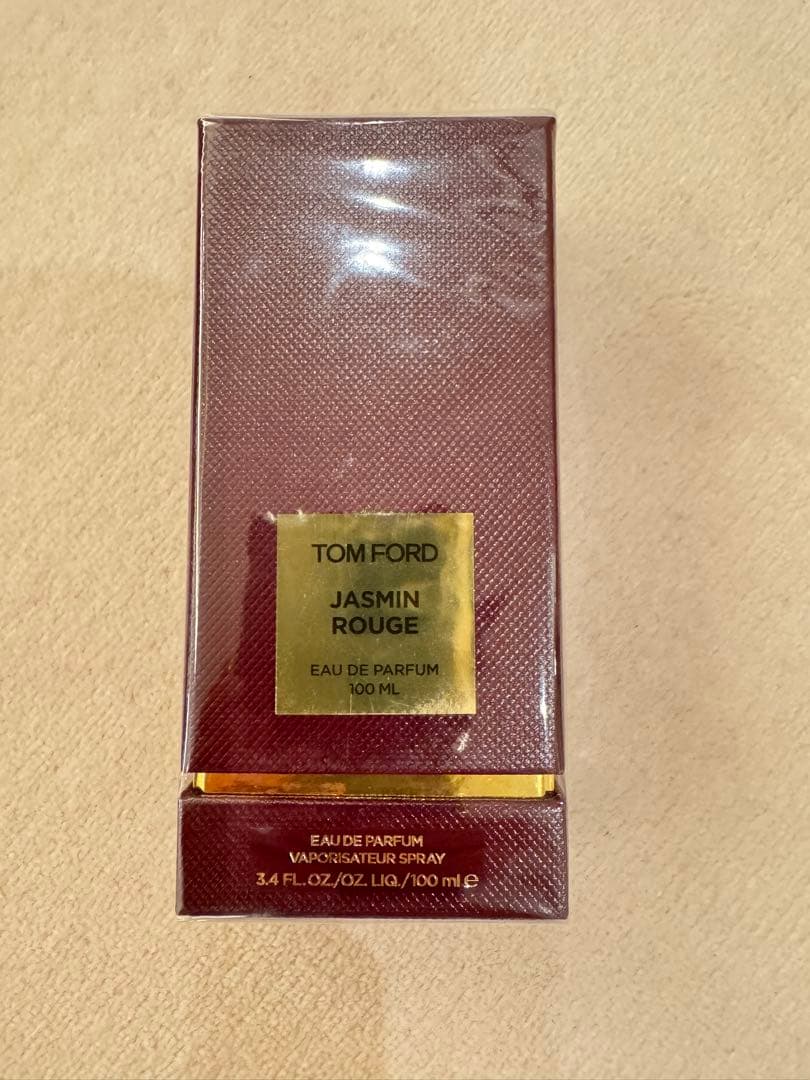 TOM FORD
JASMIN
ROUGE
EAU DE PARFUM
100 ML
EAU DE PARFUM
VAPORISATEUR SPRAY
3.4 FL.OZ./OZ. LIQ./100 ml ℮